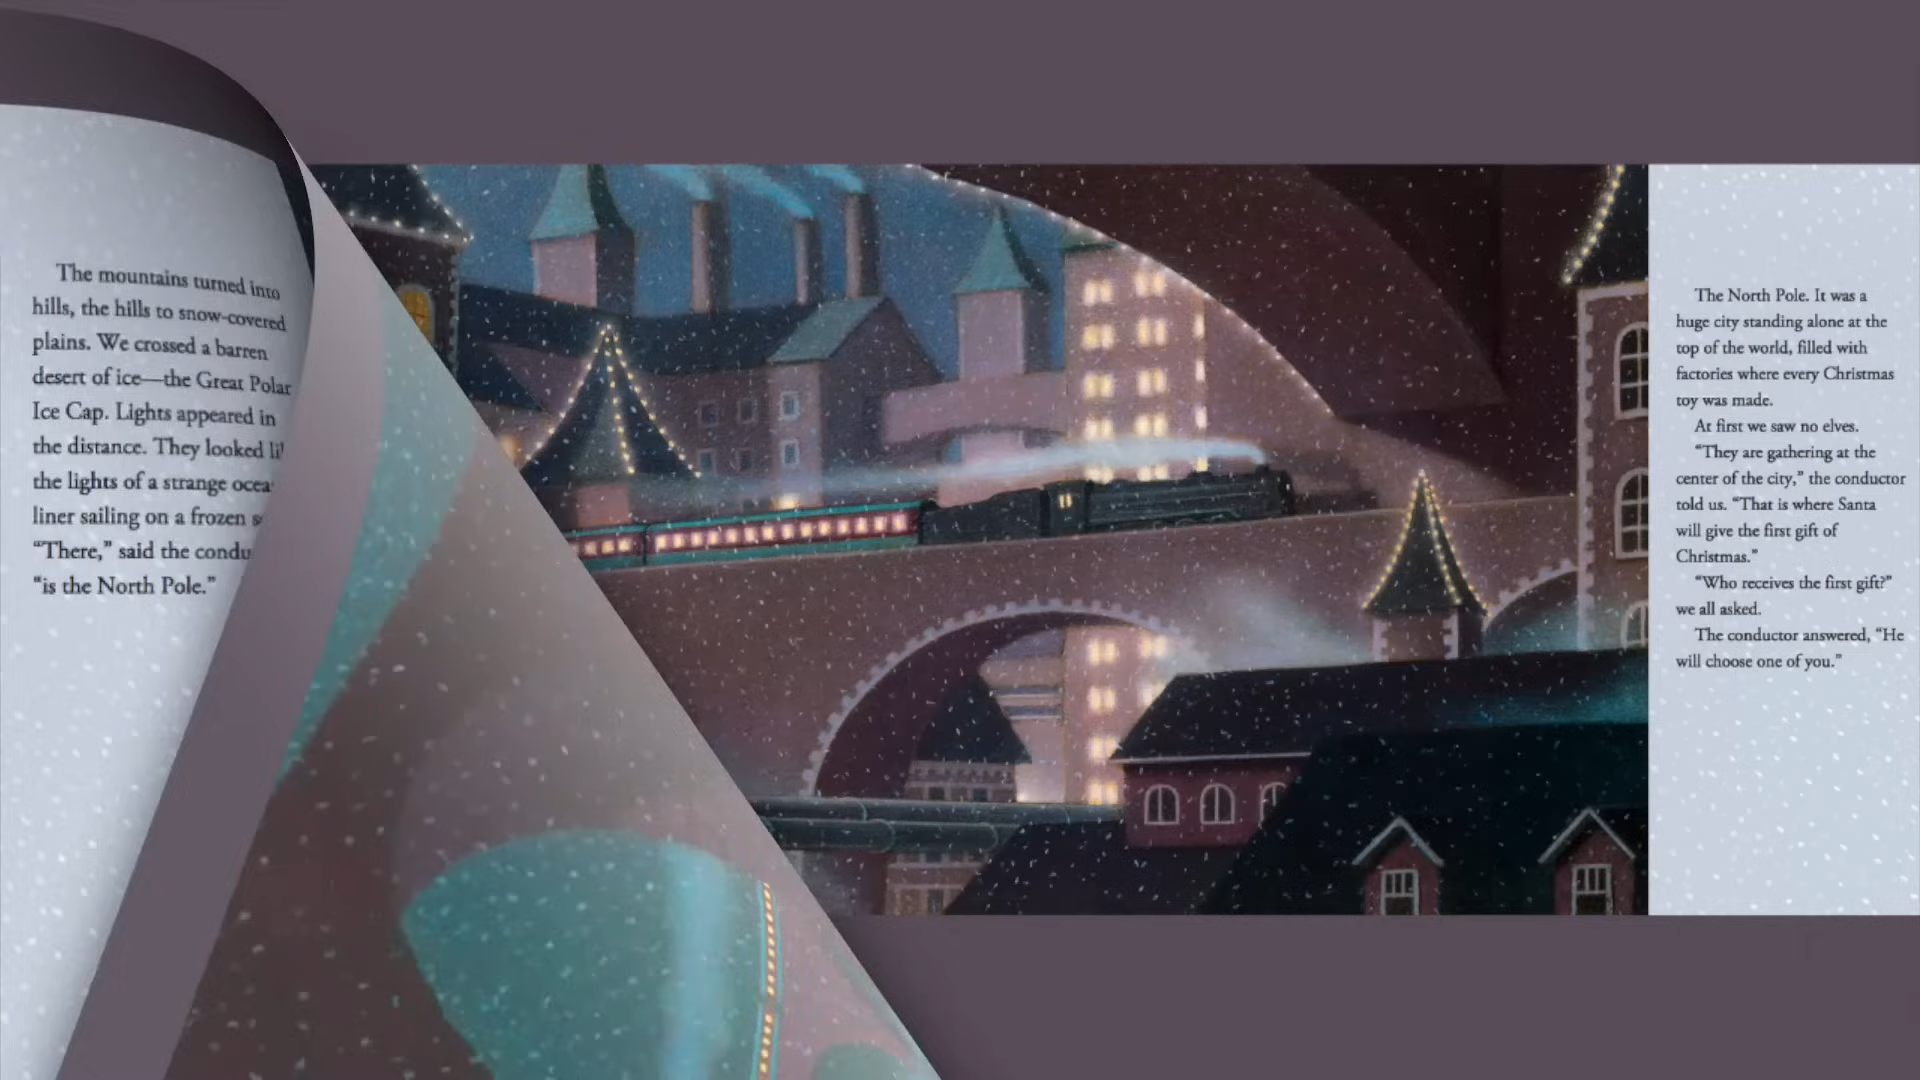 The mountains turned into
hills, the hills to snow-covered
plains. We crossed a barren
desert of ice—the Great Polar
Ice Cap. Lights appeared in
the distance. They looked
the lights of a strange
liner sailing on a frozen
“There,” said the
“is the North Pole.”
The North Pole. It was a
huge city standing alone at the
top of the world, filled with
factories where every Christmas
toy was made.
At first we saw no elves.
“They are gathering at the
center of the city,” the conductor
told us. “That is where Santa
will give the first gift of
Christmas.”
“Who receives the first gift?”
we all asked.
The conductor answered, “He
will choose one of you.”